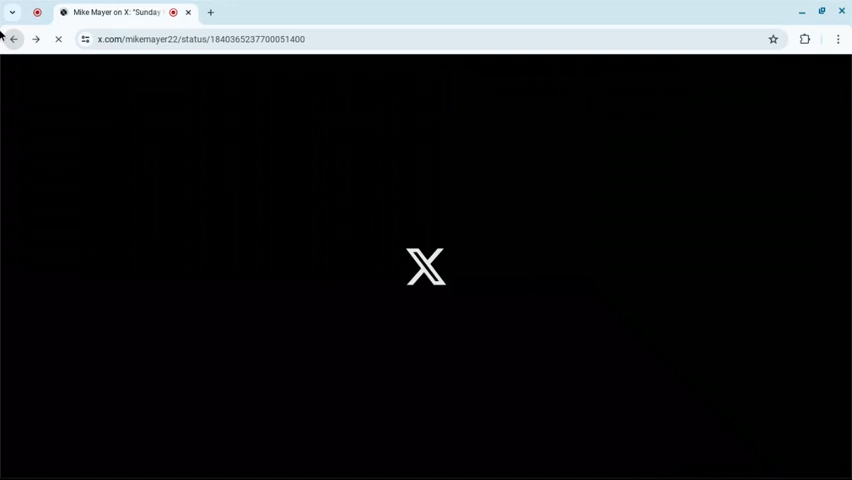 Mike Mayer on X: "Sunday
x.com/mikemayer22/status/1840365237700051400
X